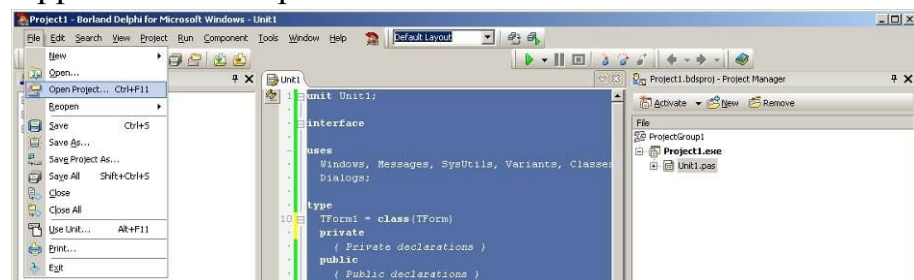 Project1 - Borland Delphi for Microsoft Windows - Unit1
File Edit Search View Project Run Component Tools Window Help Default Layout
New
Open...
Open Project... Ctrl+F11
Reopen
Save Ctrl+S
Save As...
Save Project As...
Save All Shift+Ctrl+S
Close
Close All
Use Unit... Alt+F11
Print...
Exit
Unit1
1 unit Unit1;
interface
uses
Windows, Messages, SysUtils, Variants, Classes
Dialogs;
type
10 TForm1 = class(TForm)
private
{ Private declarations }
public
{ Public declarations }
Project1.bdsproj - Project Manager
Activate New Remove
File
ProjectGroup1
Project1.exe
Unit1.pas